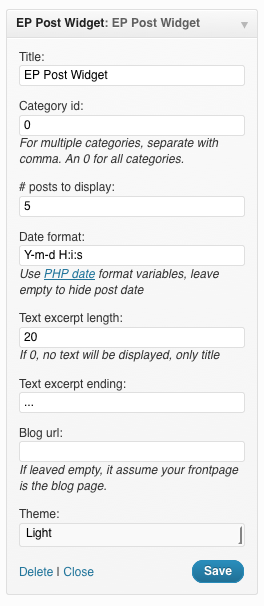 EP Post Widget: EP Post Widget
Title:
EP Post Widget
Category id:
0
For multiple categories, separate with
comma. An 0 for all categories.
# posts to display:
5
Date format:
Y-m-d H:i:s
Use PHP date format variables, leave
empty to hide post date
Text excerpt length:
20
If 0, no text will be displayed, only title
Text excerpt ending:
...
Blog url:
If leaved empty, it assume your frontpage
is the blog page.
Theme:
Light
Delete | Close
Save